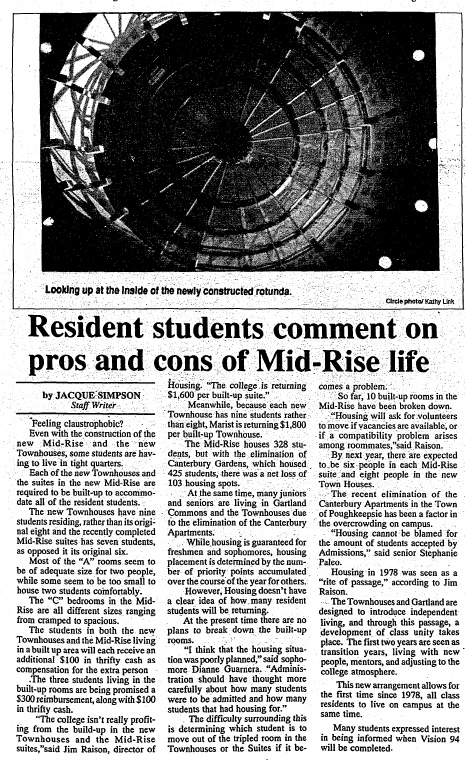 Looking up at the inside of the newly constructed rotunda.
Circle photo/ Kathy Link
Resident students comment on
pros and cons of Mid-Rise life
by JACQUE SIMPSON
Staff Writer
Feeling claustrophobic?
Even with the construction of the
new Mid-Rise and the new
Townhouses, some students are hav-
ing to live in tight quarters.
Each of the new Townhouses and
the suites in the new Mid-Rise are
required to be built-up to accommo-
date all of the resident students.
The new Townhouses have nine
students residing, rather than its origi-
nal eight and the recently completed
Mid-Rise suites has seven students,
as opposed it its original six.
Most of the "A" rooms seem to
be of adequate size for two people,
while some seem to be too small to
house two students comfortably.
The "C" bedrooms in the Mid-
Rise are all different sizes ranging
from cramped to spacious.
The students in both the new
Townhouses and the Mid-Rise living
in a built up area will each receive an
additional $100 in thrifty cash as
compensation for the extra person
The three students living in the
built-up rooms are being promised a
$300 reimbursement, along with $100
in thrifty cash.
"The college isn't really profit-
ing from the build-up in the new
Townhouses and the Mid-Rise
suites,"said Jim Raison, director of
Housing. "The college is returning
$1,600 per built-up suite."
Meanwhile, because each new
Townhouse has nine students rather
than eight, Marist is returning $1,800
per built-up Townhouse.
The Mid-Rise houses 328 stu-
dents, but with the elimination of
Canterbury Gardens, which housed
425 students, there was a net loss of
103 housing spots.
At the same time, many juniors
and seniors are living in Gartland
Commons and the Townhouses due
to the elimination of the Canterbury
Apartments.
While housing is guaranteed for
freshmen and sophomores, housing
placement is determined by the num-
ber of priority points accumulated
over the course of the year for others.
However, Housing doesn't have
a clear idea of how many resident
students will be returning.
At the present time there are no
plans to break down the built-up
rooms.
"I think that the housing situa-
tion was poorly planned," said sopho-
more Dianne Guarnera. "Adminis-
tration should have thought more
carefully about how many students
were to be admitted and how many
students that had housing for."
The difficulty surrounding this
is determining which student is to
move out of the tripled room in the
Townhouses or the Suites if it be-
comes a problem.
So far, 10 built-up rooms in the
Mid-Rise have been broken down.
"Housing will ask for volunteers
to move if vacancies are available, or
if a compatibility problem arises
among roommates,"said Raison.
By next year, there are expected
to be six people in each Mid-Rise
suite and eight people in the new
Town Houses.
The recent elimination of the
Canterbury Apartments in the Town
of Poughkeepsie has been a factor in
the overcrowding on campus.
"Housing cannot be blamed for
the amount of students accepted by
Admissions," said senior Stephanie
Paleo.
Housing in 1978 was seen as a
"rite of passage," according to Jim
Raison.
The Townhouses and Gartland are
designed to introduce independent
living, and through this passage, a
development of class unity takes
place. The first two years are seen as
transition years, living with new
people, mentors, and adjusting to the
college atmosphere.
This new arrangement allows for
the first time since 1978, all class
residents to live on campus at the
same time.
Many students expressed interest
in being informed when Vision 94
will be completed.